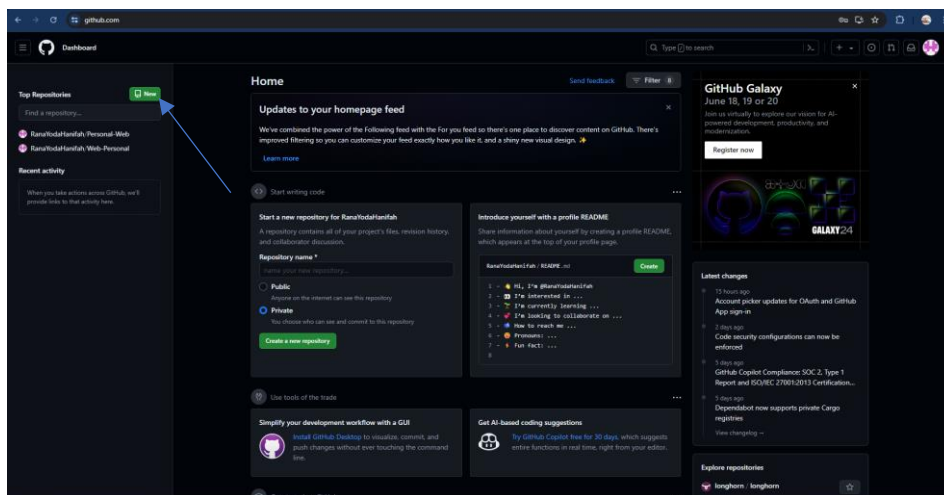 github.com
Dashboard
Type / to search
Top Repositories
New
Find a repository...
RanaYodaHanifah/Personal-Web
RanaYodaHanifah/Web-Personal
Recent activity
When you take actions across GitHub, we'll
provide links to that activity here.
Home
Send feedback
Filter 8
Updates to your homepage feed
We've combined the power of the Following feed with the For you feed so there's one place to discover content on GitHub. There's
improved filtering so you can customize your feed exactly how you like it, and a shiny new visual design. ✨
Learn more
Start writing code
Start a new repository for RanaYodaHanifah
A repository contains all of your project's files, revision history,
and collaborator discussion.
Repository name *
name your new repository...
Public
Anyone on the internet can see this repository
Private
You choose who can see and commit to this repository
Create a new repository
Introduce yourself with a profile README
Share information about yourself by creating a profile README,
which appears at the top of your profile page.
RanaYodaHanifah / README .md
Create
1 - 👋 Hi, I'm @RanaYodaHanifah
2 - 👀 I'm interested in ...
3 - 🌱 I'm currently learning ...
4 - 💞️ I'm looking to collaborate on ...
5 - 📫 How to reach me ...
6 - 😄 Pronouns: ...
7 - ⚡ Fun fact: ...
8
Use tools of the trade
Simplify your development workflow with a GUI
Install GitHub Desktop to visualize, commit, and
push changes without ever touching the command
line.
Get AI-based coding suggestions
Try GitHub Copilot free for 30 days, which suggests
entire functions in real time, right from your editor.
GitHub Galaxy
June 18, 19 or 20
Join us virtually to explore our vision for AI-
powered development, productivity, and
modernization.
Register now
GALAXY24
Latest changes
15 hours ago
Account picker updates for OAuth and GitHub
App sign-in
2 days ago
Code security configurations can now be
enforced
5 days ago
GitHub Copilot Compliance: SOC 2, Type 1
Report and ISO/IEC 27001:2013 Certification...
5 days ago
Dependabot now supports private Cargo
registries
View changelog →
Explore repositories
longhorn / longhorn